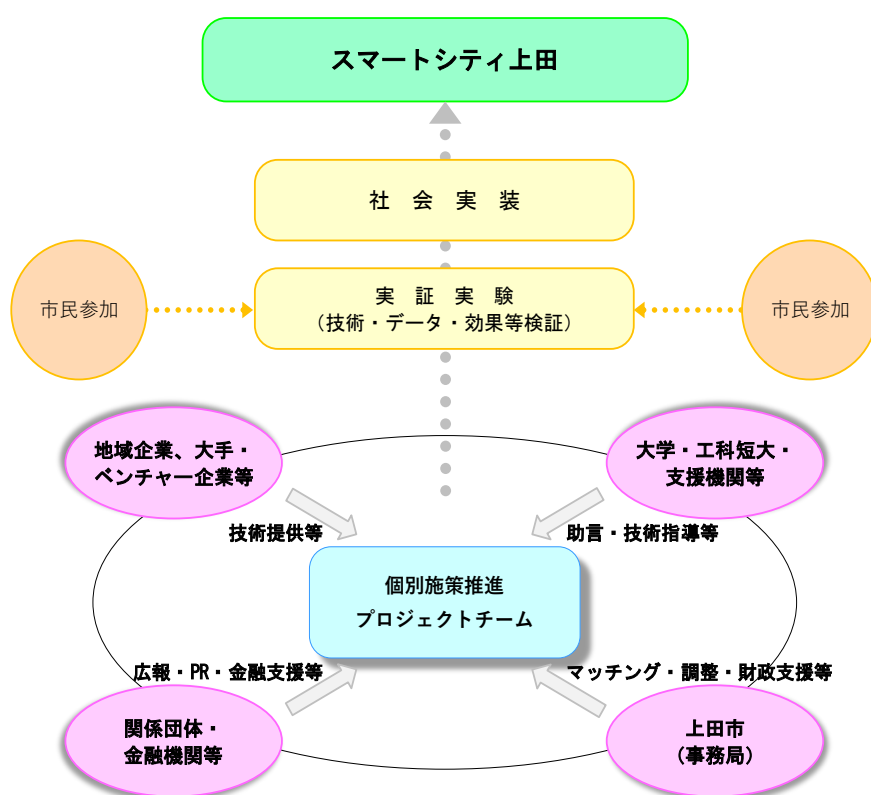 スマートシティ上田
社　会　実　装
実　証　実　験
（技術・データ・効果等検証）
市民参加
市民参加
地域企業、大手・
ベンチャー企業等
大学・工科短大・
支援機関等
技術提供等
助言・技術指導等
個別施策推進
プロジェクトチーム
広報・PR・金融支援等
マッチング・調整・財政支援等
関係団体・
金融機関等
上田市
（事務局）